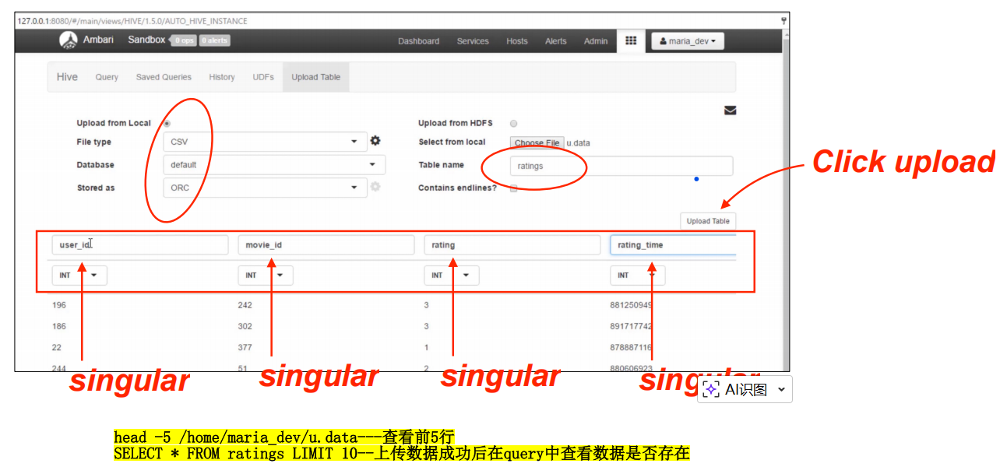 127.0.0.1:8080/#/main/views/HIVE/1.5.0/AUTO_HIVE_INSTANCE
Ambari Sandbox 0 ops 0 alerts Dashboard Services Hosts Alerts Admin maria_dev
Hive Query Saved Queries History UDFs Upload Table
Upload from Local Upload from HDFS
File type CSV Select from local Choose File u.data
Database default Table name ratings
Click upload
Stored as ORC Contains endlines?
Upload Table
user_id movie_id rating rating_time
INT INT INT INT
196 242 3 881250949
186 302 3 891717742
22 377 1 878887116
244 51 2 880606923
singular singular singular singular
AI识图
head -5 /home/maria_dev/u.data---查看前5行
SELECT * FROM ratings LIMIT 10--上传数据成功后在query中查看数据是否存在